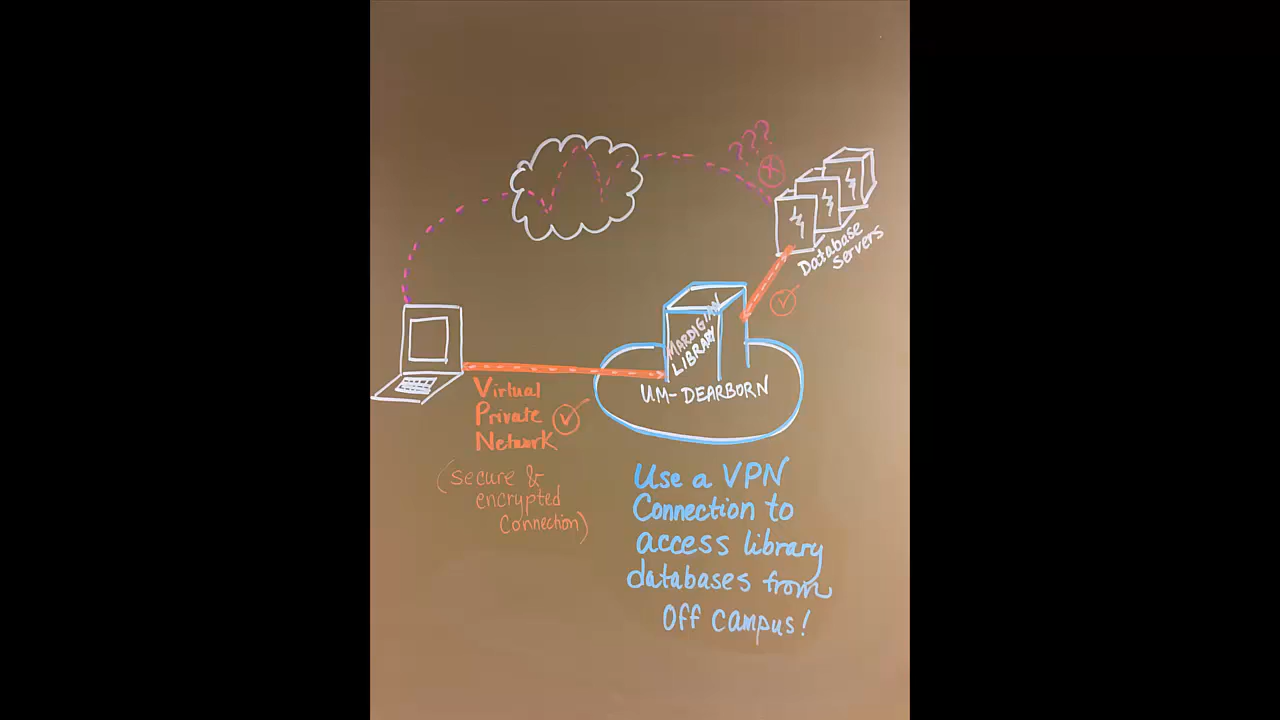 ???
Database
Servers
MARDIGIAN
LIBRARY
UM-DEARBORN
Virtual
Private
Network
(secure &
encrypted
connection)
Use a VPN
Connection to
access library
databases from
Off campus!